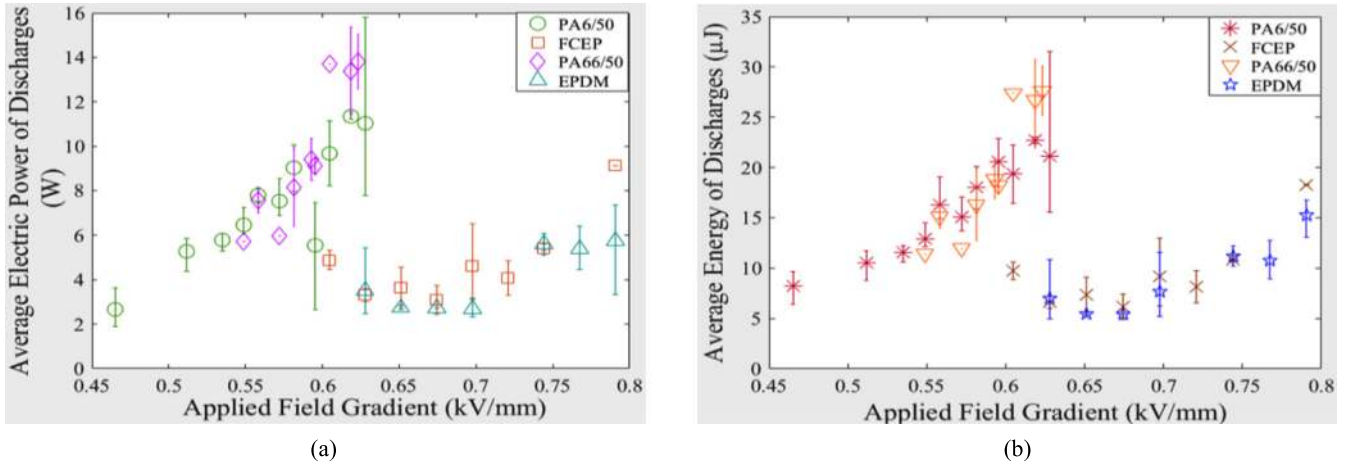 Average Electric Power of Discharges
(W)
16
14
12
10
8
6
4
2
0
PA6/50
FCEP
PA66/50
EPDM
0.45
0.5
0.55
0.6
0.65
0.7
0.75
0.8
Applied Field Gradient (kV/mm)
(a)
Average Energy of Discharges (μJ)
35
30
25
20
15
10
5
0
PA6/50
FCEP
PA66/50
EPDM
0.45
0.5
0.55
0.6
0.65
0.7
0.75
0.8
Applied Field Gradient (kV/mm)
(b)